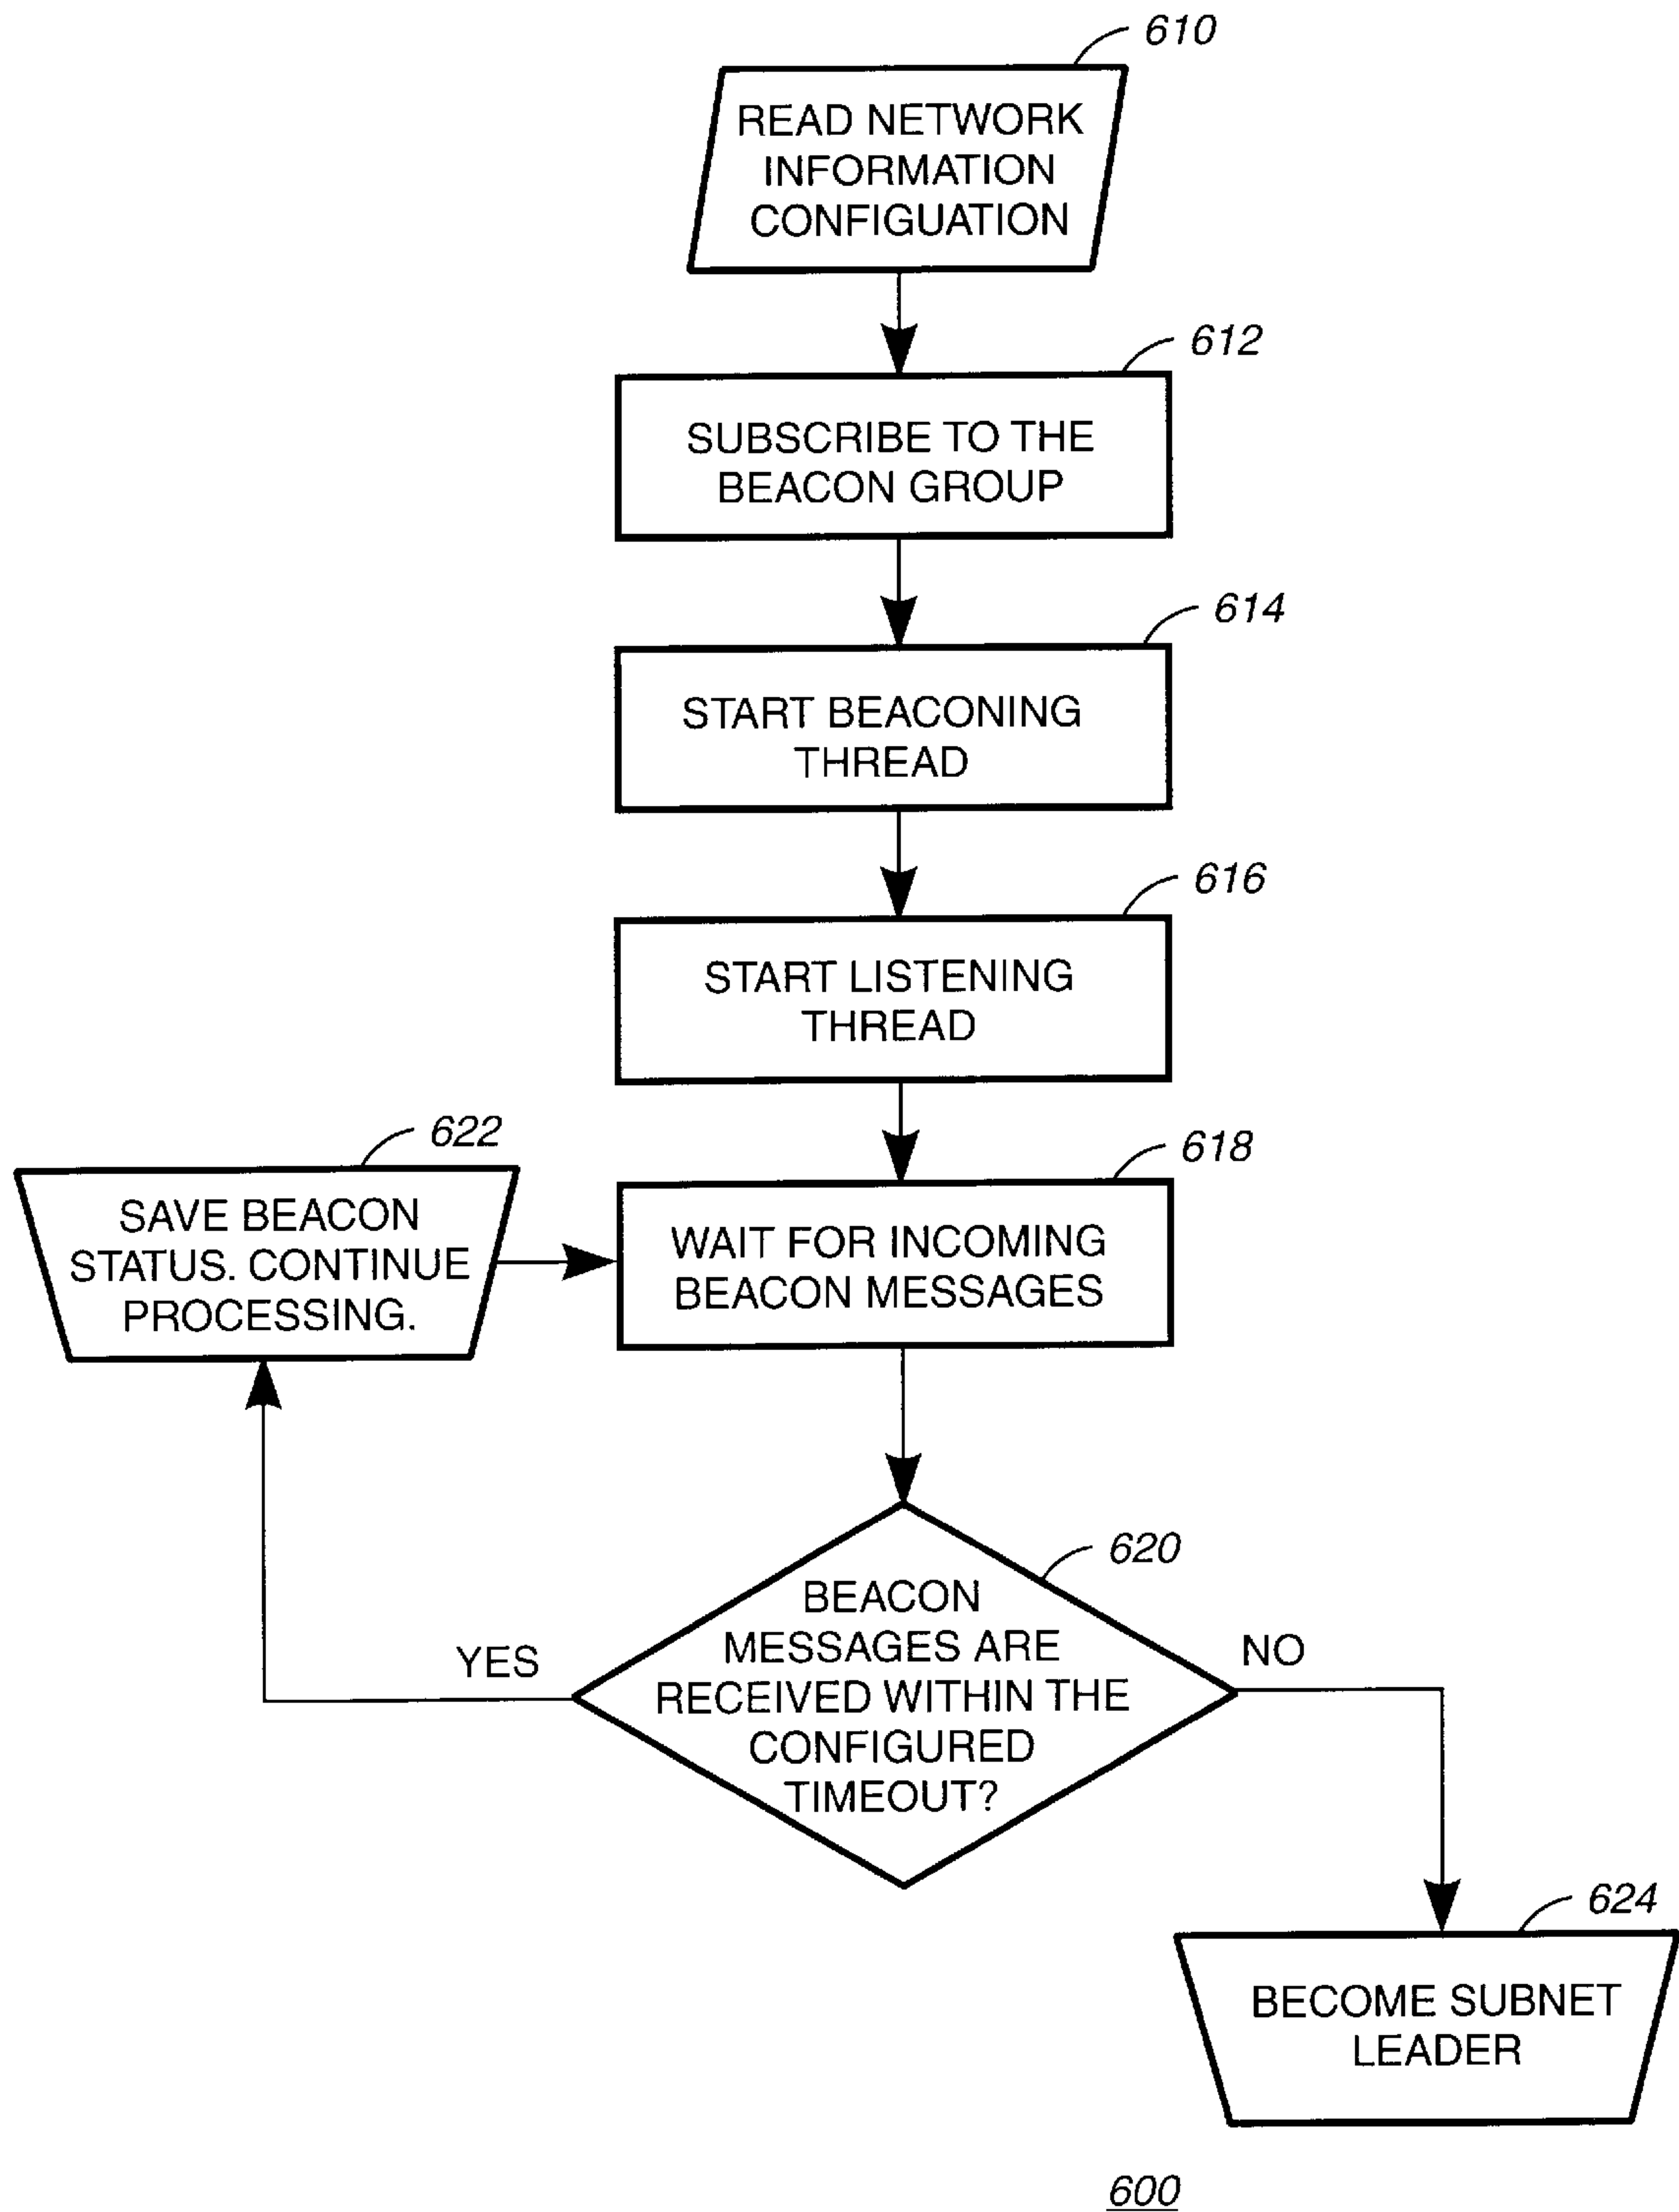 610
READ NETWORK
INFORMATION
CONFIGUATION
612
SUBSCRIBE TO THE
BEACON GROUP
614
START BEACONING
THREAD
616
START LISTENING
THREAD
622
SAVE BEACON
STATUS. CONTINUE
PROCESSING.
618
WAIT FOR INCOMING
BEACON MESSAGES
620
BEACON
MESSAGES ARE
RECEIVED WITHIN THE
CONFIGURED
TIMEOUT?
YES
NO
624
BECOME SUBNET
LEADER
600